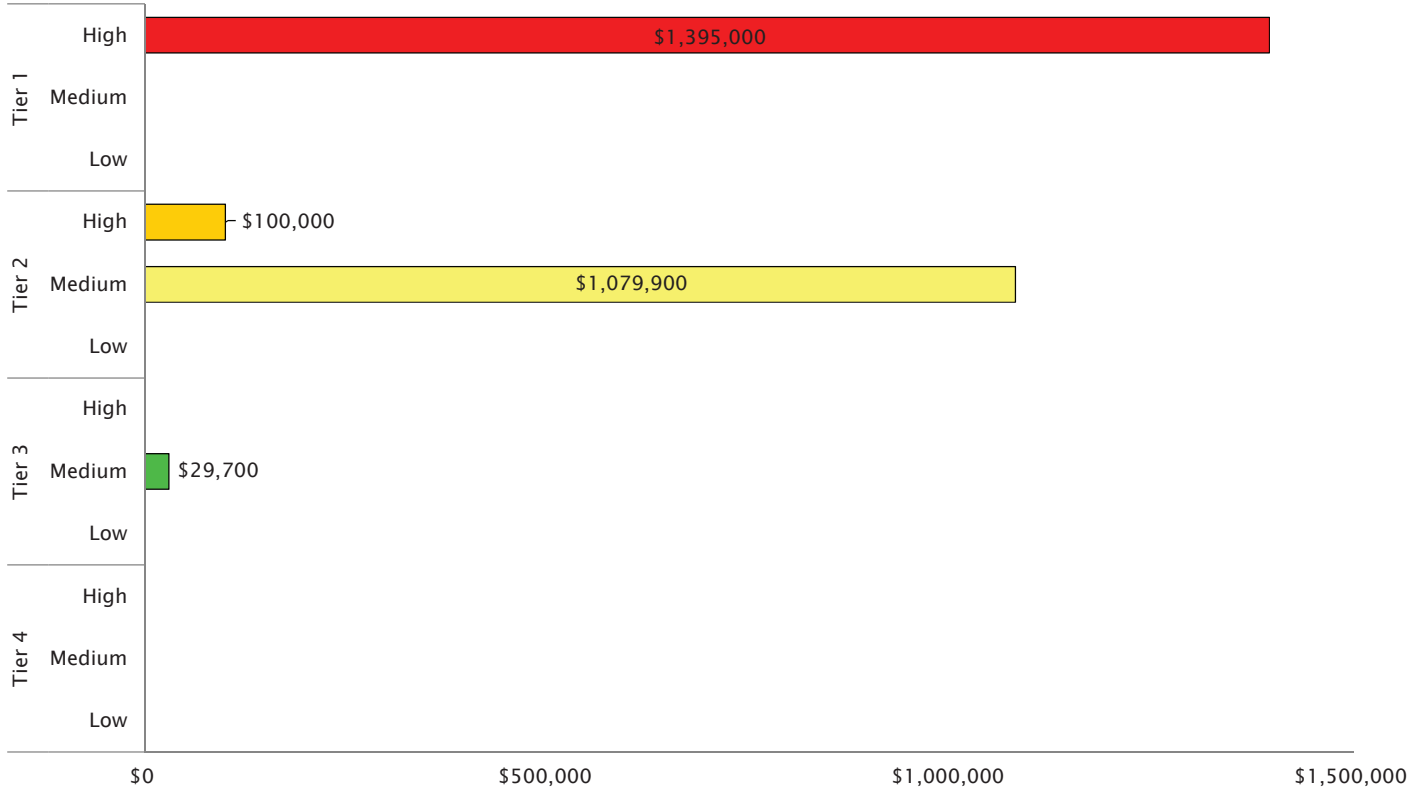 Tier 1
High
$1,395,000
Medium
Low
Tier 2
High
$100,000
Medium
$1,079,900
Low
Tier 3
High
Medium
$29,700
Low
Tier 4
High
Medium
Low
$0
$500,000
$1,000,000
$1,500,000